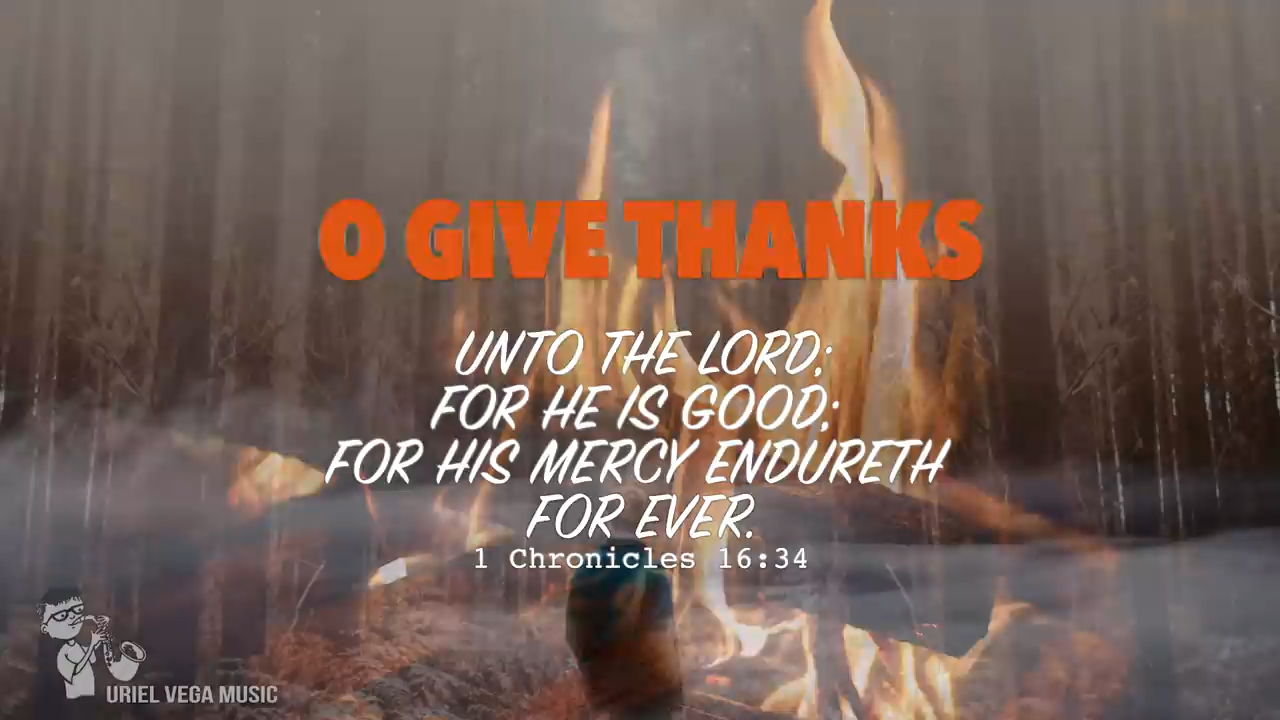 O GIVE THANKS
UNTO THE LORD;
FOR HE IS GOOD;
FOR HIS MERCY ENDURETH
FOR EVER.
1 Chronicles 16:34
URIEL VEGA MUSIC